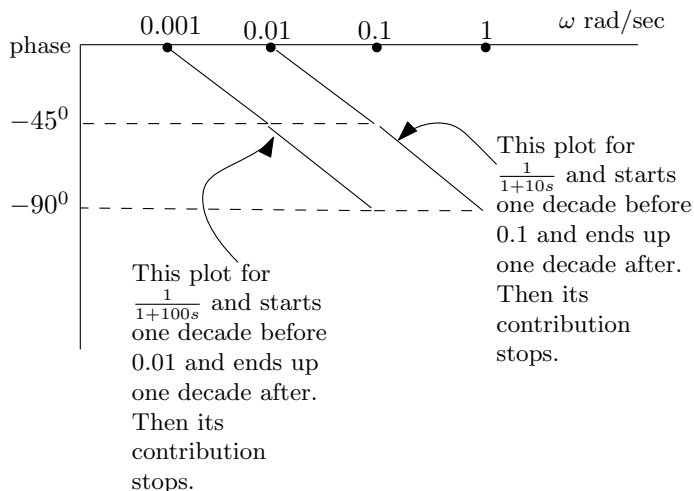 ω rad/sec
phase 0.001 0.01 0.1 1
−45⁰
−90⁰
This plot for
1/(1+10s) and starts
one decade before
0.1 and ends up
one decade after.
Then its
contribution
stops.
This plot for
1/(1+100s) and starts
one decade before
0.01 and ends up
one decade after.
Then its
contribution
stops.